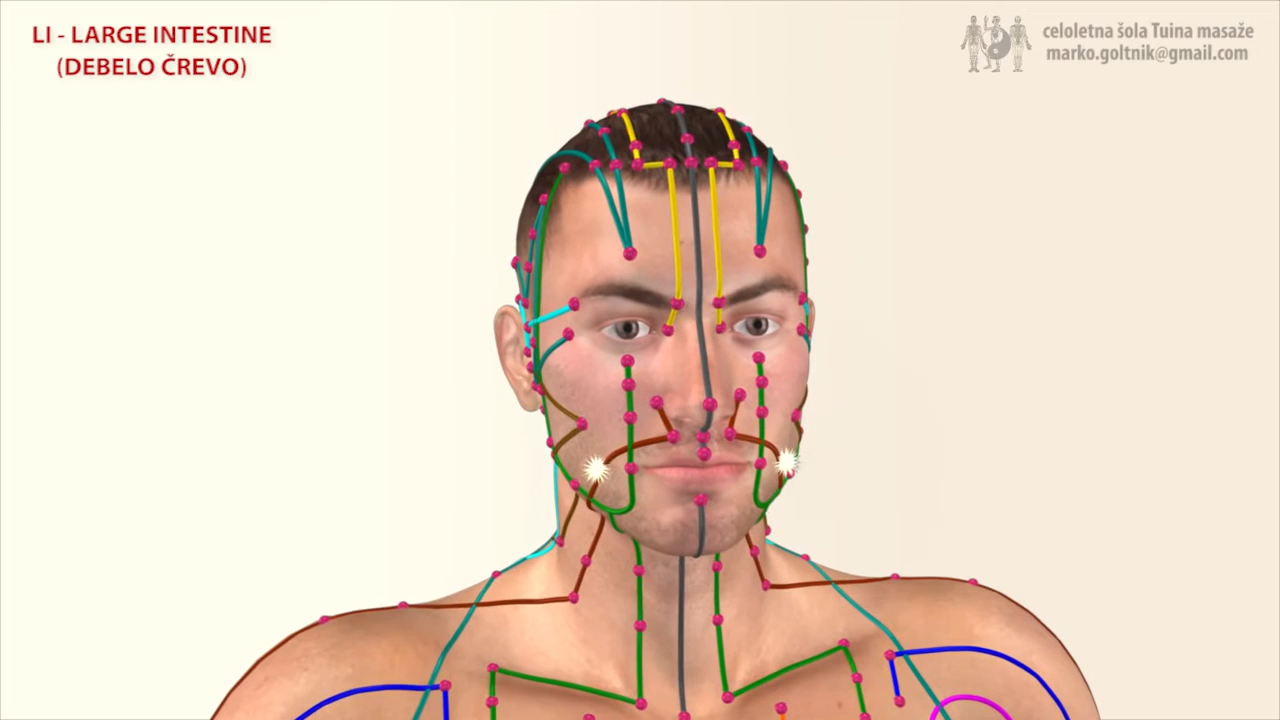 LI - LARGE INTESTINE
(DEBELO ČREVO)
celoletna šola Tuina masaže
marko.goltnik@gmail.com